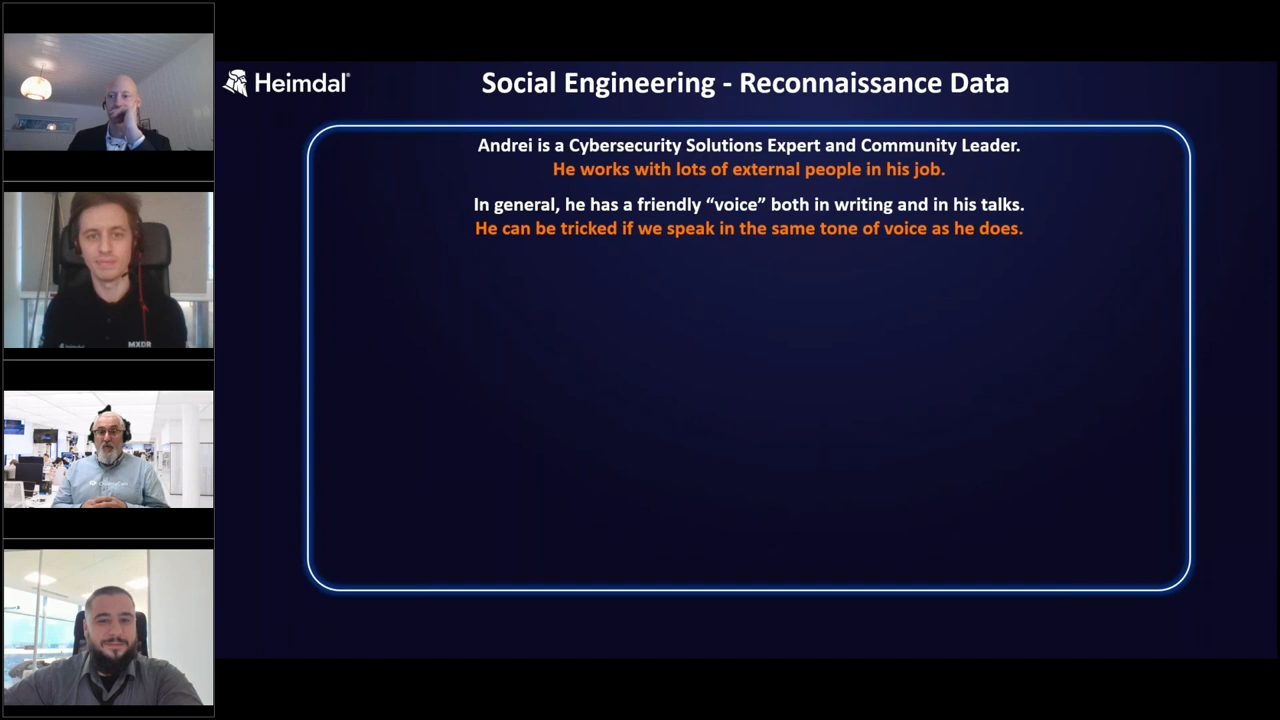 Heimdal®
Social Engineering - Reconnaissance Data
Andrei is a Cybersecurity Solutions Expert and Community Leader.
He works with lots of external people in his job.
In general, he has a friendly “voice” both in writing and in his talks.
He can be tricked if we speak in the same tone of voice as he does.
MXDR